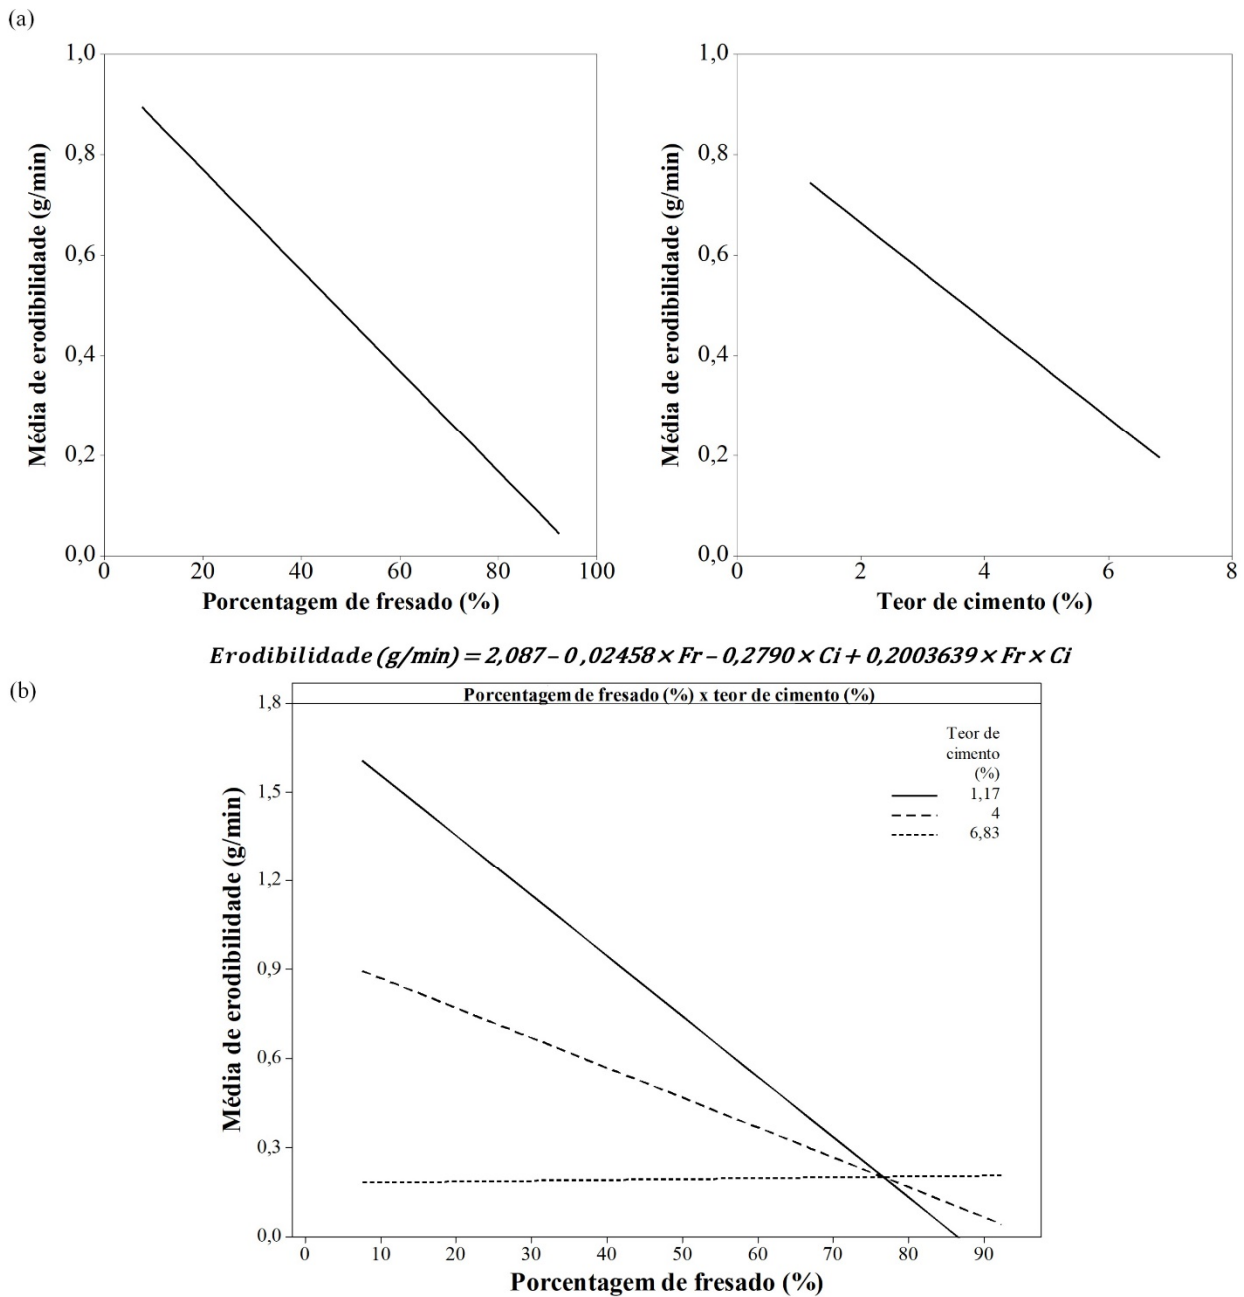 (a)
1,0
0,8
0,6
0,4
0,2
0,0
0 20 40 60 80 100
Média de erodibilidade (g/min)
Porcentagem de fresado (%)
1,0
0,8
0,6
0,4
0,2
0,0
0 2 4 6 8
Média de erodibilidade (g/min)
Teor de cimento (%)
Erodibilidade (g/min) = 2,087 – 0 ,02458 × Fr – 0,2790 × Ci + 0,2003639 × Fr × Ci
(b)
Porcentagem de fresado (%) x teor de cimento (%)
1,8
1,5
1,2
0,9
0,6
0,3
0,0
Média de erodibilidade (g/min)
Teor de
cimento
(%)
1,17
4
6,83
0 10 20 30 40 50 60 70 80 90
Porcentagem de fresado (%)